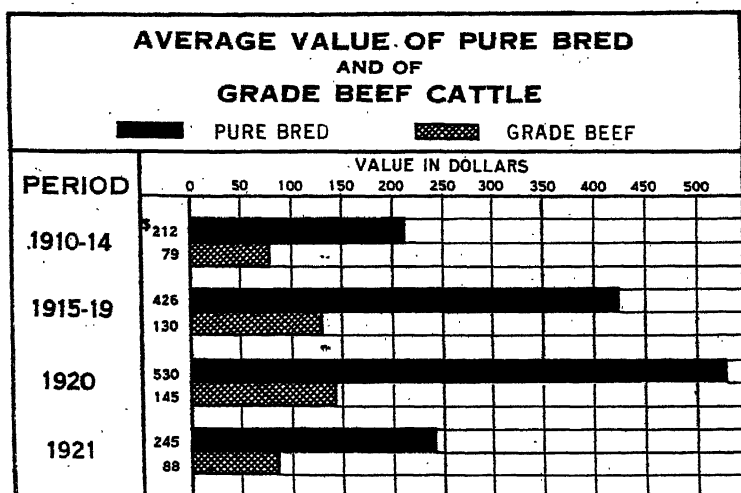 AVERAGE VALUE OF PURE BRED
AND OF
GRADE BEEF CATTLE
PURE BRED GRADE BEEF
PERIOD
VALUE IN DOLLARS
0 50 100 150 200 250 300 350 400 450 500
1910-14
$212
79
1915-19
426
130
1920
530
145
1921
245
88